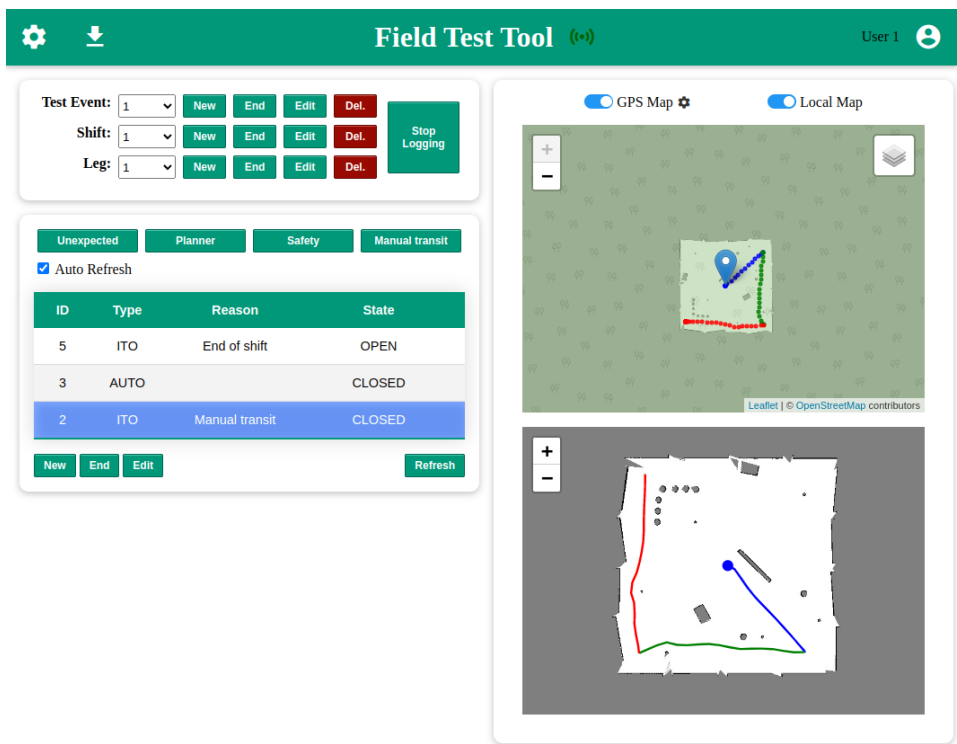 Field Test Tool
User 1
Test Event: 1 New End Edit Del.
Shift: 1 New End Edit Del.
Leg: 1 New End Edit Del.
Stop
Logging
Unexpected Planner Safety Manual transit
Auto Refresh
ID Type Reason State
5 ITO End of shift OPEN
3 AUTO CLOSED
2 ITO Manual transit CLOSED
New End Edit Refresh
GPS Map Local Map
+
−
Leaflet | © OpenStreetMap contributors
+
−